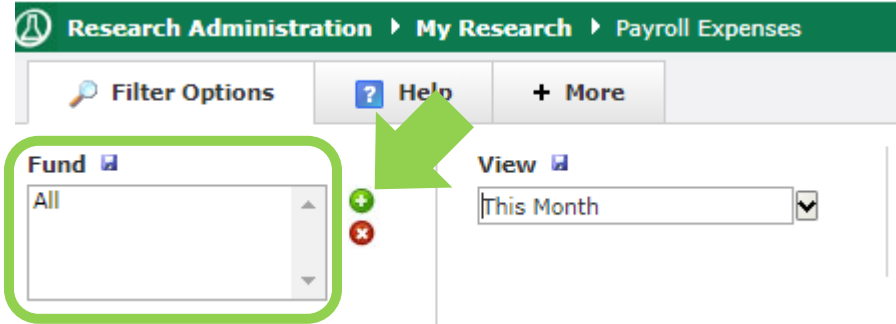 Research Administration My Research Payroll Expenses
Filter Options ? Help + More
Fund View
All This Month